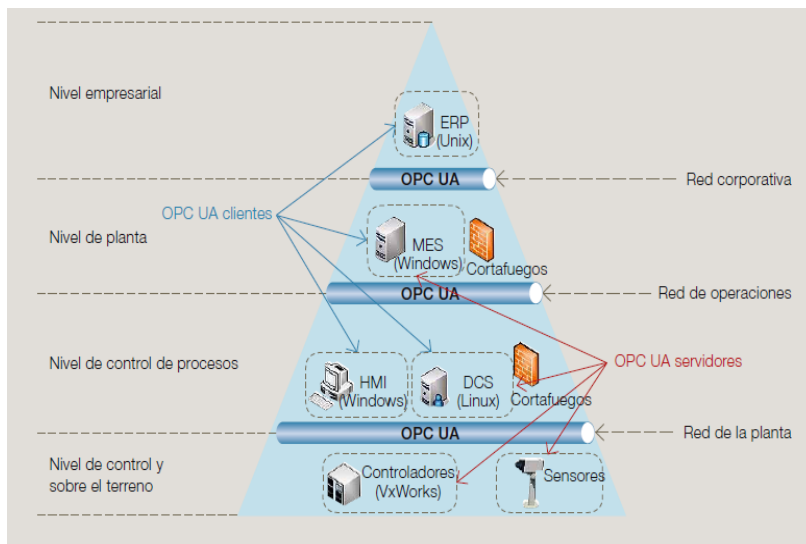 Nivel empresarial
ERP
(Unix)
OPC UA
Red corporativa
OPC UA clientes
Nivel de planta
MES
(Windows)
Cortafuegos
OPC UA
Red de operaciones
Nivel de control de procesos
OPC UA servidores
HMI
(Windows)
DCS
(Linux)
Cortafuegos
OPC UA
Red de la planta
Nivel de control y
sobre el terreno
Controladores
(VxWorks)
Sensores